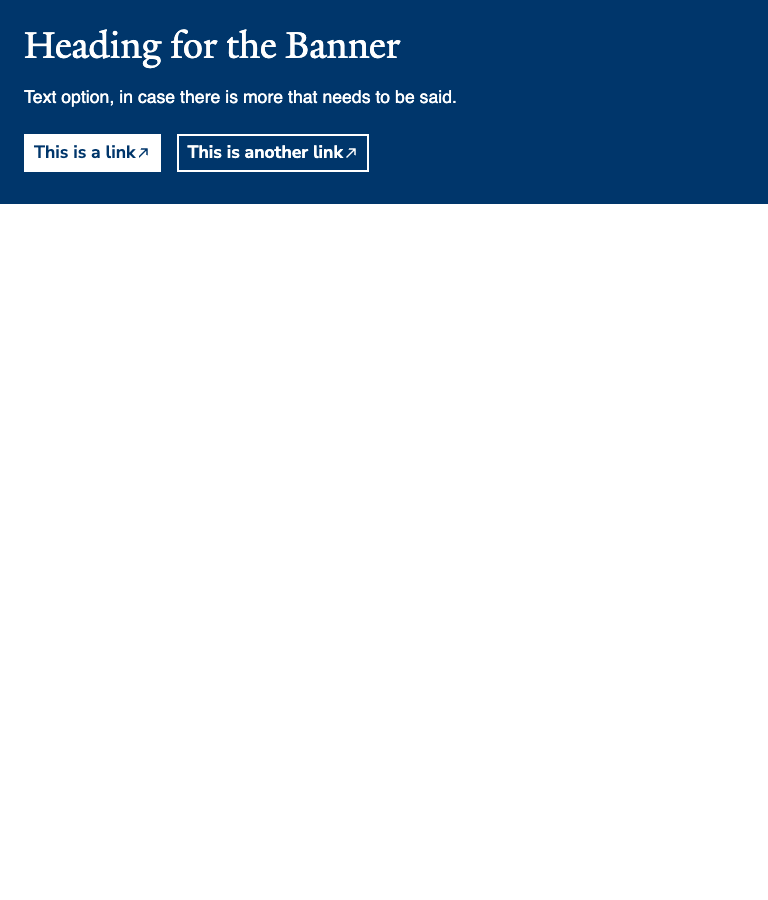 Heading for the Banner
Text option, in case there is more that needs to be said.
This is a link↗
This is another link↗